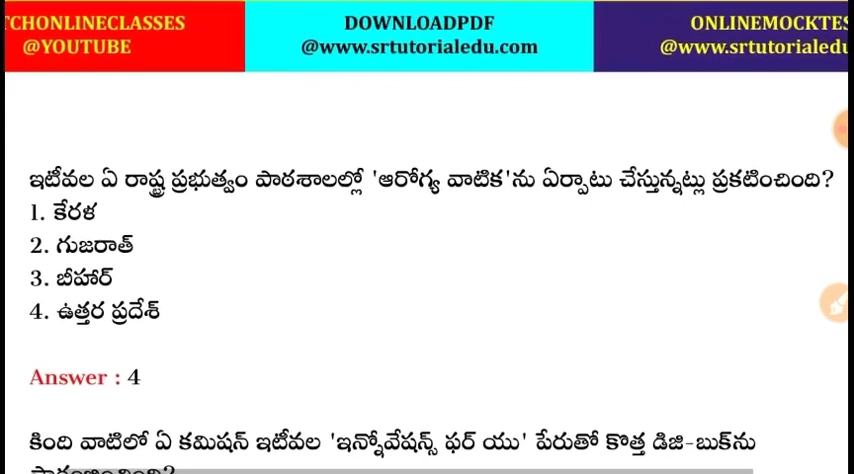 TCHONLINECLASSES
@YOUTUBE
DOWNLOADPDF
@www.srtutorialedu.com
ONLINEMOCKTES
@www.srtutorialedu
ఇటీవల ఏ రాష్ట్ర ప్రభుత్వం పాఠశాలల్లో 'ఆరోగ్య వాటిక'ను ఏర్పాటు చేస్తున్నట్లు ప్రకటించింది?
1. కేరళ
2. గుజరాత్
3. బీహార్
4. ఉత్తర ప్రదేశ్
Answer : 4
కింది వాటిలో ఏ కమిషన్ ఇటీవల 'ఇన్నోవేషన్స్ ఫర్ యు' పేరుతో కొత్త డిజి-బుక్‌ను